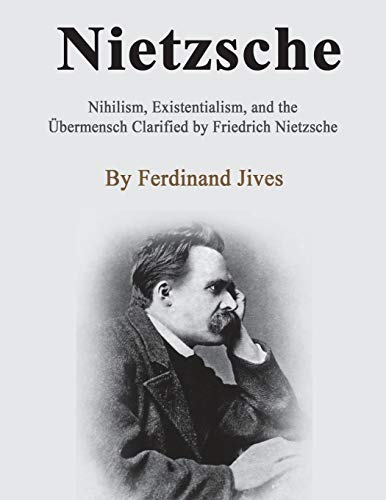 Nietzsche
Nihilism, Existentialism, and the
Übermensch Clarified by Friedrich Nietzsche
By Ferdinand Jives